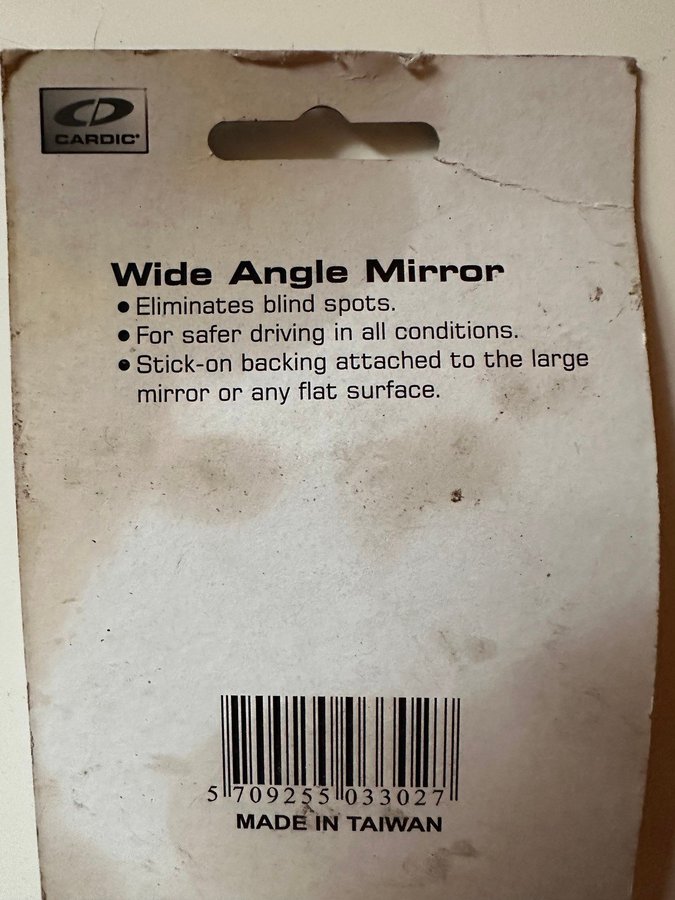 CD
CARDIC®
Wide Angle Mirror
• Eliminates blind spots.
• For safer driving in all conditions.
• Stick-on backing attached to the large
mirror or any flat surface.
5 709255 033027
MADE IN TAIWAN